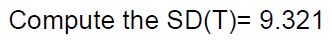 Compute the SD(T)= 9.321